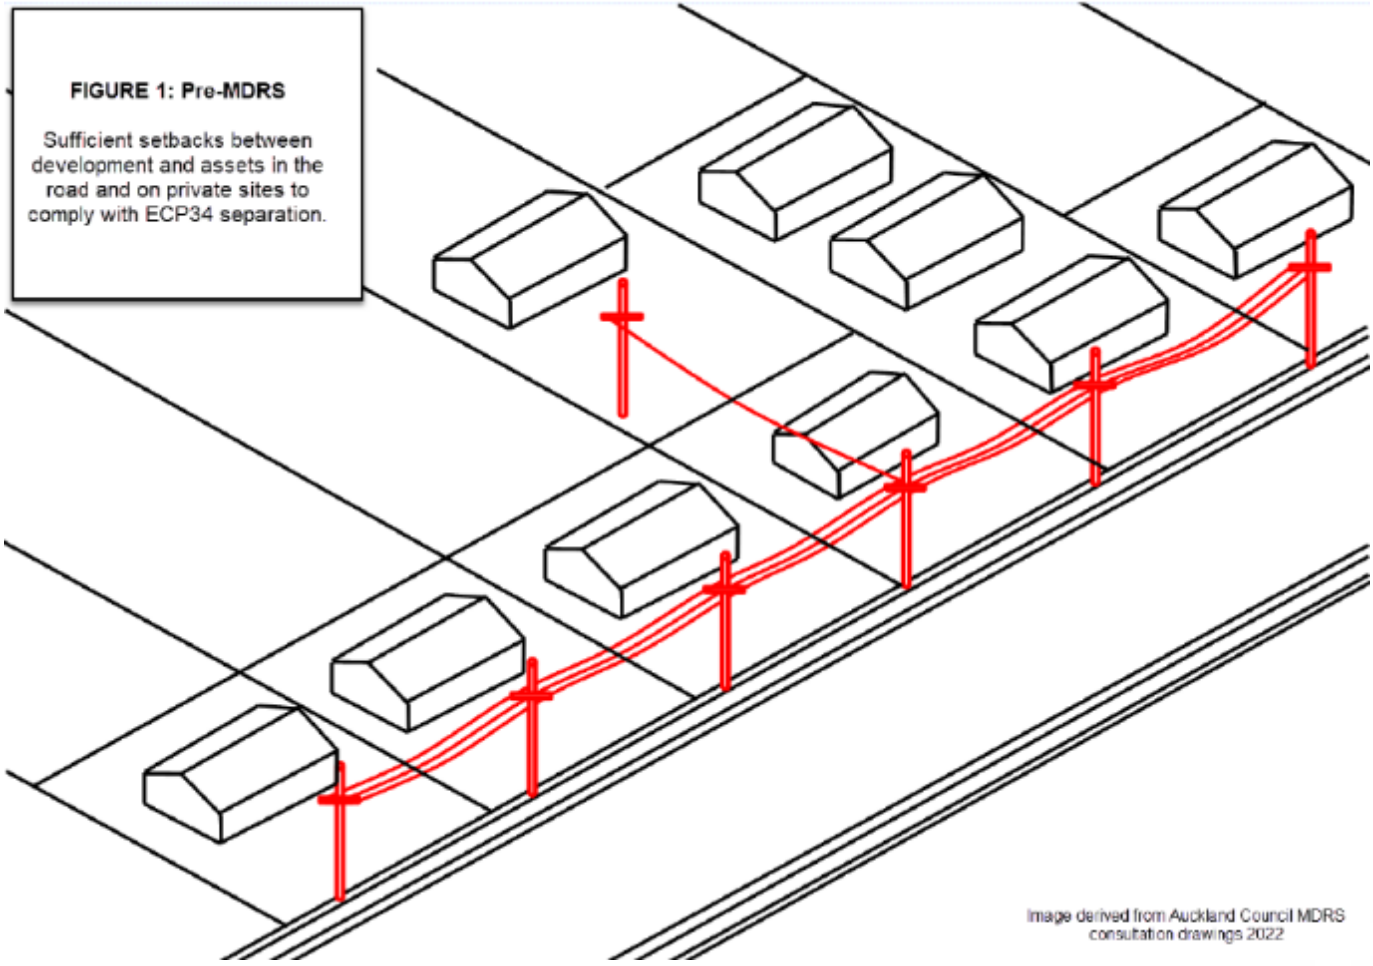 FIGURE 1: Pre-MDRS
Sufficient setbacks between
development and assets in the
road and on private sites to
comply with ECP34 separation.
Image derived from Auckland Council MDRS
consultation drawings 2022